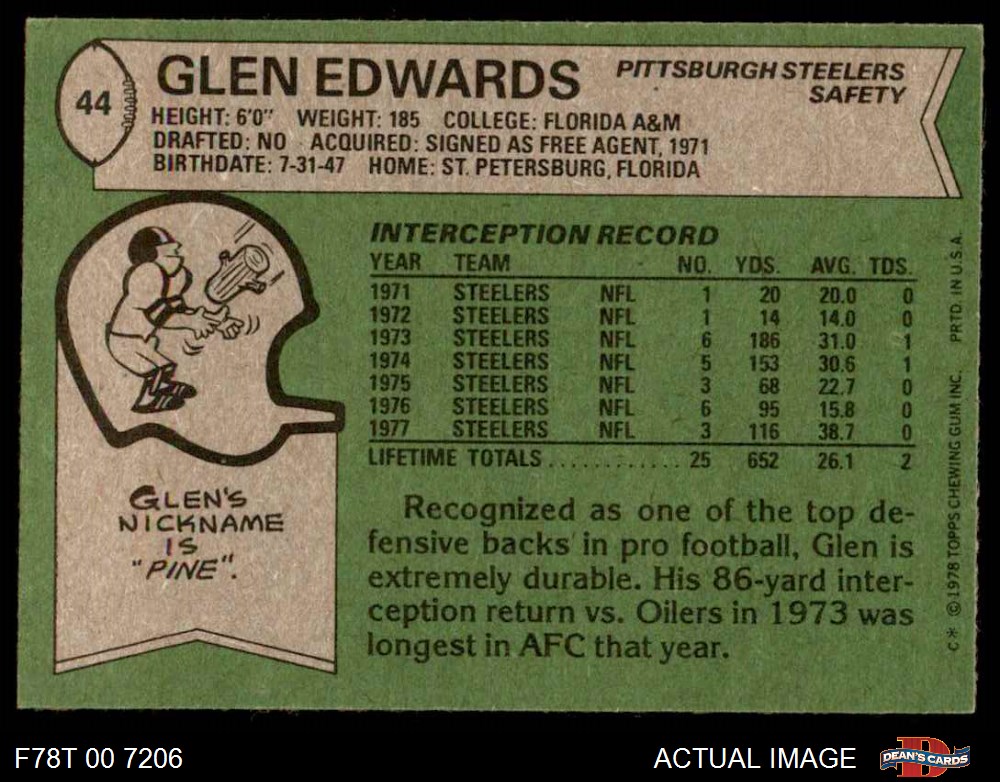 44
GLEN EDWARDS
PITTSBURGH STEELERS
SAFETY
HEIGHT: 6'0" WEIGHT: 185 COLLEGE: FLORIDA A&M
DRAFTED: NO ACQUIRED: SIGNED AS FREE AGENT, 1971
BIRTHDATE: 7-31-47 HOME: ST. PETERSBURG, FLORIDA
INTERCEPTION RECORD
YEAR TEAM NO. YDS. AVG. TDS.
1971 STEELERS NFL 1 20 20.0 0
1972 STEELERS NFL 1 14 14.0 0
1973 STEELERS NFL 6 186 31.0 1
1974 STEELERS NFL 5 153 30.6 1
1975 STEELERS NFL 3 68 22.7 0
1976 STEELERS NFL 6 95 15.8 0
1977 STEELERS NFL 3 116 38.7 0
LIFETIME TOTALS............ 25 652 26.1 2
GLEN'S
NICKNAME
IS
"PINE".
Recognized as one of the top de-
fensive backs in pro football, Glen is
extremely durable. His 86-yard inter-
ception return vs. Oilers in 1973 was
longest in AFC that year.
C* ©1978 TOPPS CHEWING GUM INC. PRTD. IN U.S.A.
F78T 00 7206
ACTUAL IMAGE
D
DEAN'S CARDS